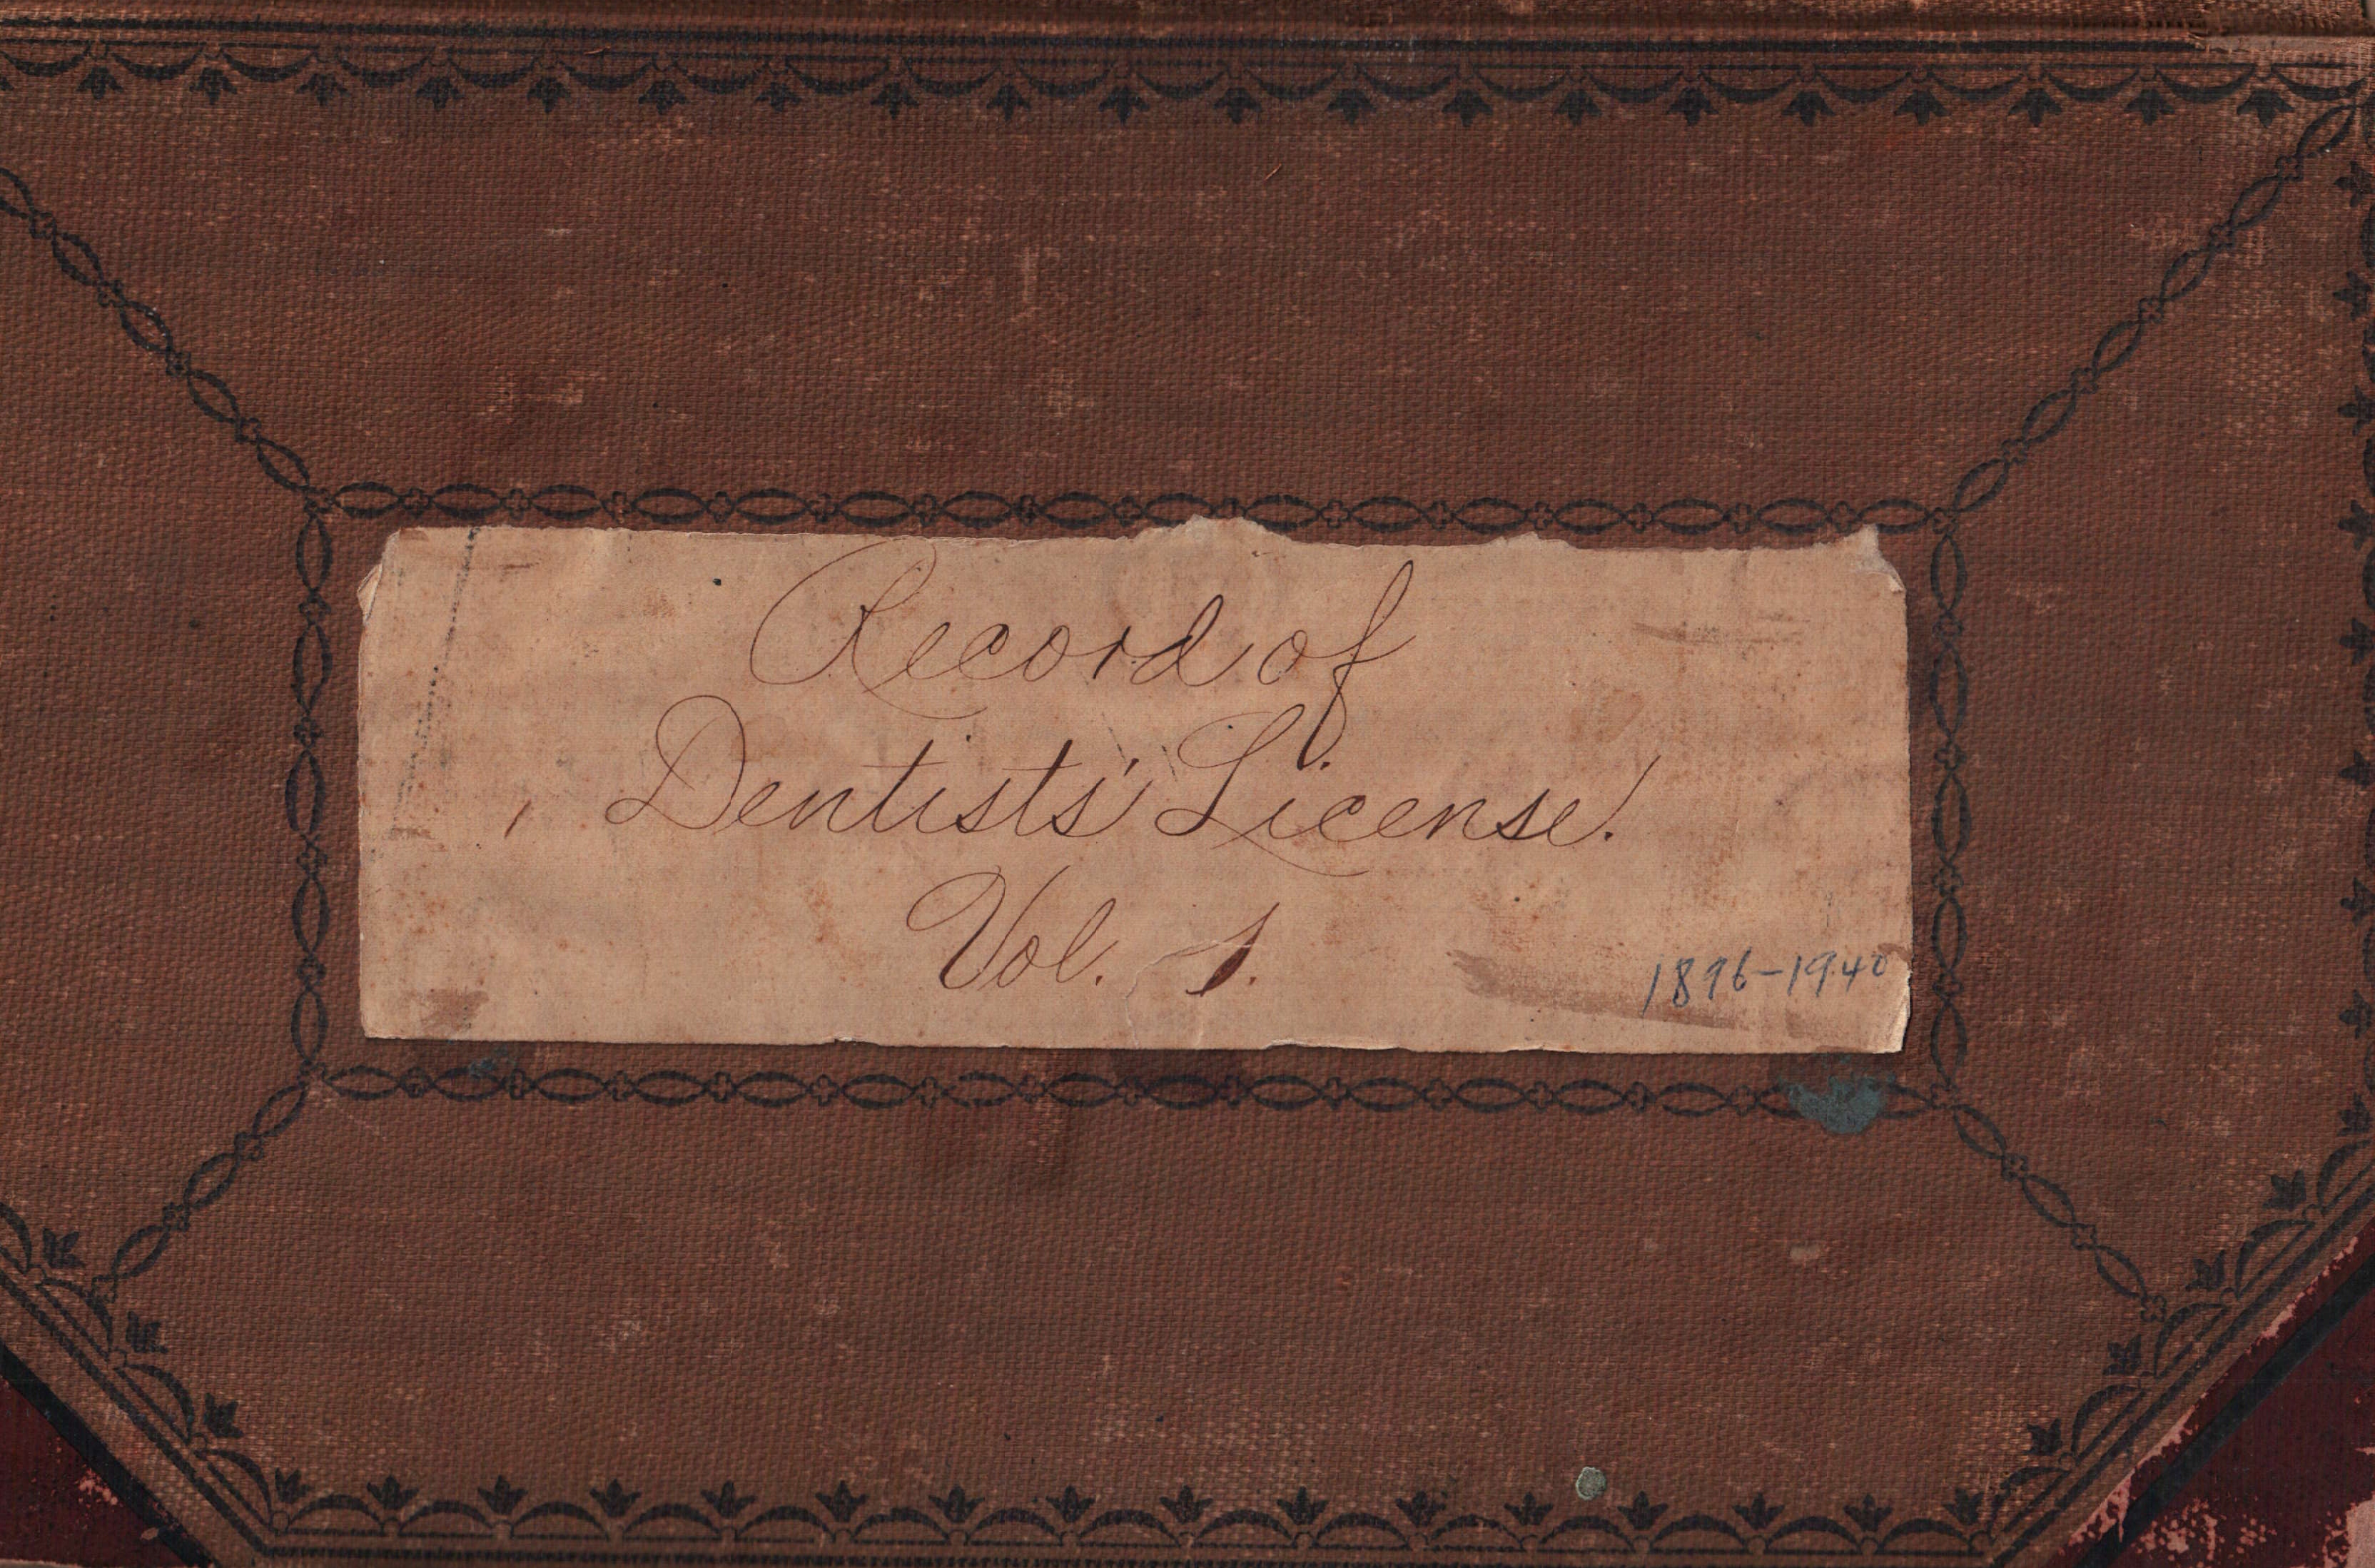 Record of
Dentists' License.
Vol. 1.
1896-1940